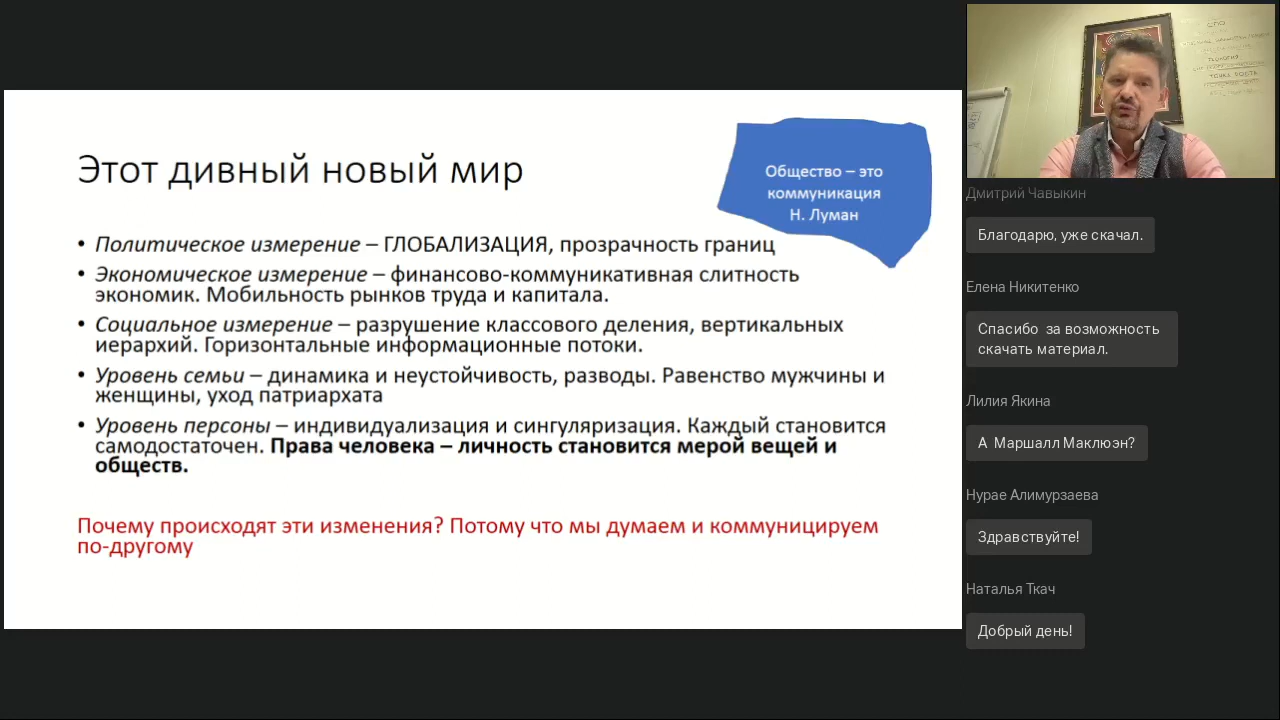 Этот дивный новый мир
Общество – это
коммуникация
Н. Луман
• Политическое измерение – ГЛОБАЛИЗАЦИЯ, прозрачность границ
• Экономическое измерение – финансово-коммуникативная слитность
экономик. Мобильность рынков труда и капитала.
• Социальное измерение – разрушение классового деления, вертикальных
иерархий. Горизонтальные информационные потоки.
• Уровень семьи – динамика и неустойчивость, разводы. Равенство мужчины и
женщины, уход патриархата
• Уровень персоны – индивидуализация и сингуляризация. Каждый становится
самодостаточен. Права человека – личность становится мерой вещей и
обществ.
Почему происходят эти изменения? Потому что мы думаем и коммуницируем
по-другому
Дмитрий Чавыкин
Благодарю, уже скачал.
Елена Никитенко
Спасибо за возможность
скачать материал.
Лилия Якина
А Маршалл Маклюэн?
Нурае Алимурзаева
Здравствуйте!
Наталья Ткач
Добрый день!